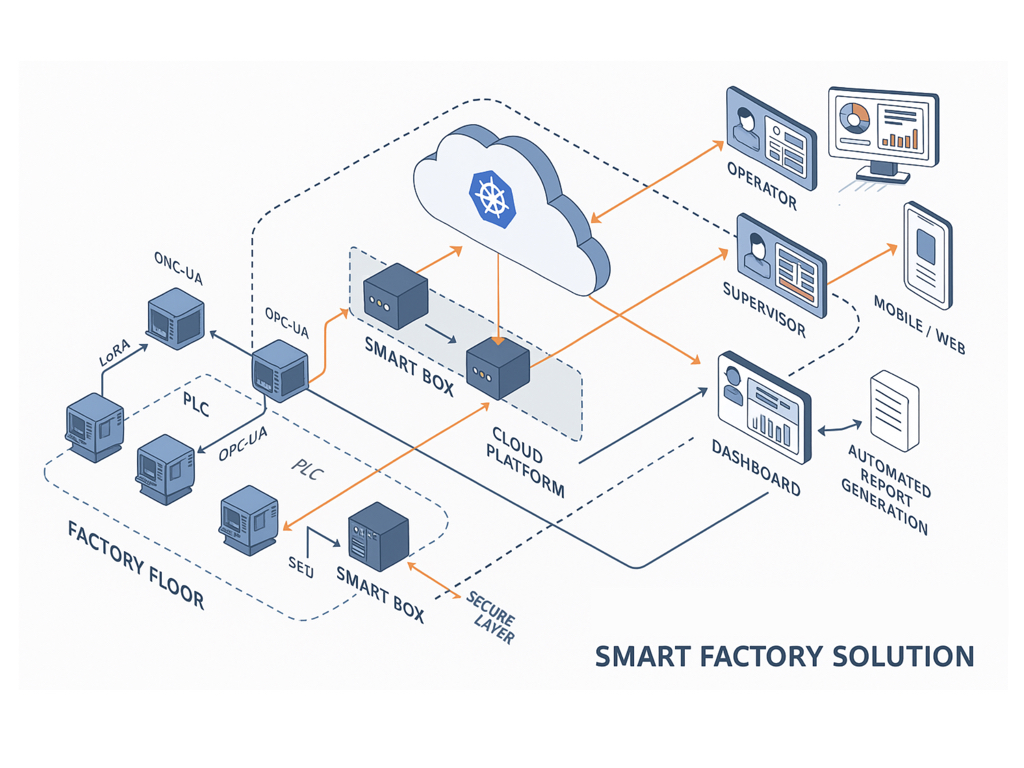 OPERATOR
ONC-UA
SUPERVISOR
MOBILE / WEB
OPC-UA
LoRA
SMART BOX
PLC
OPC-UA
PLC
CLOUD
PLATFORM
DASHBOARD
AUTOMATED
REPORT
GENERATION
FACTORY FLOOR
SMART BOX
SECURE
LAYER
SMART FACTORY SOLUTION